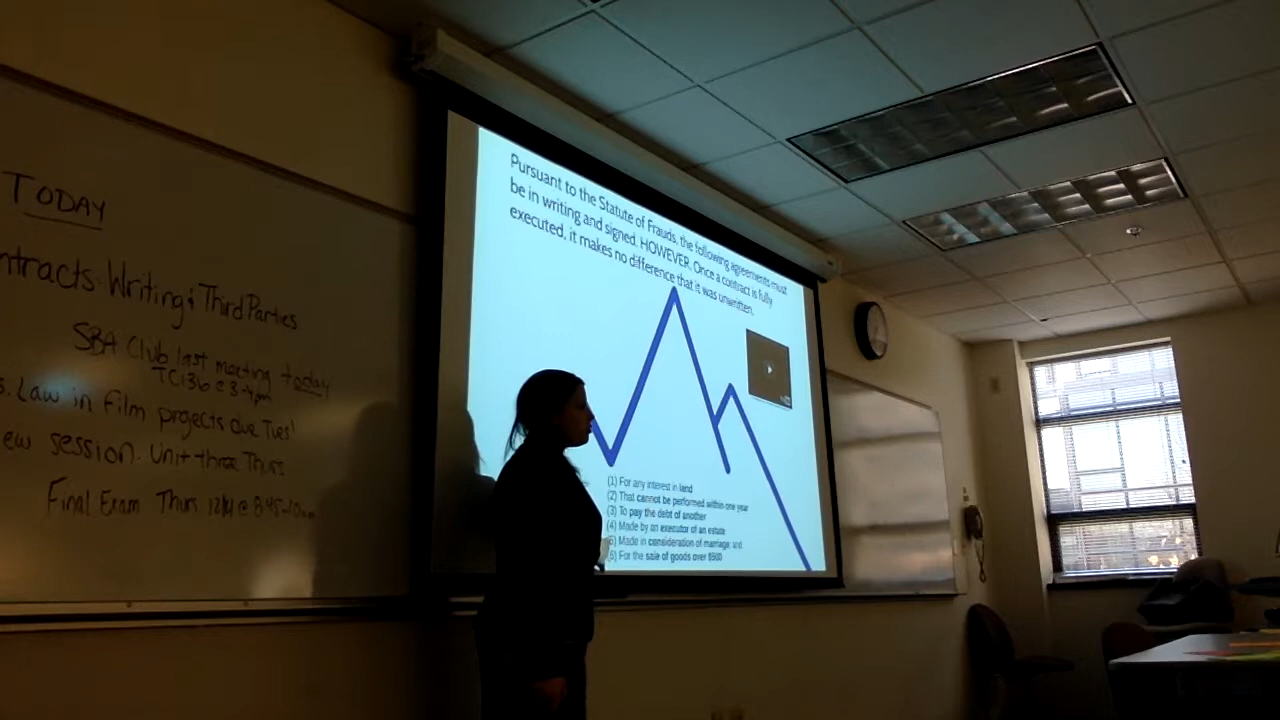 TODAY
ntracts: Writing & Third Parties
SBA Club last meeting today
TC136 @ 3-4pm
s. Law in Film projects due Tues!
ew session. Unit three Thurs
Final Exam Thurs @ 8:45-
Pursuant to the Statute of Frauds, the following agreements must
be in writing and signed. HOWEVER, Once a contract is fully
executed, it makes no difference that it was unwritten.
(1) For any interest in land
(2) That cannot be performed within one year
(3) To pay the debt of another
(4) Made by an executor of an estate
(5) Made in consideration of marriage; and
(6) For the sale of goods over $500